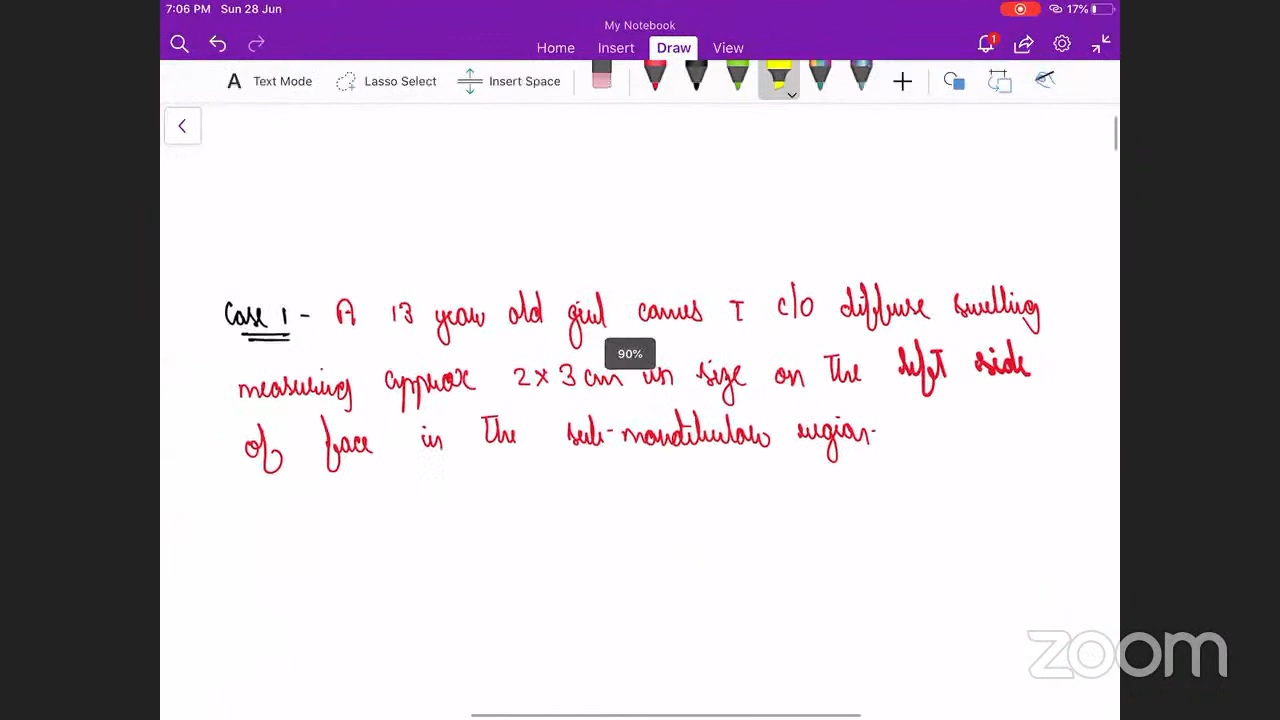 7:06 PM Sun 28 Jun 17%
My Notebook
Home Insert Draw View
1
A Text Mode Lasso Select Insert Space
Case 1 - A 13 year old girl comes c/o diffuse swelling
90%
measuring approx 2 x 3 cm in size on the left side
of face in the sub-mandibular region.
zoom